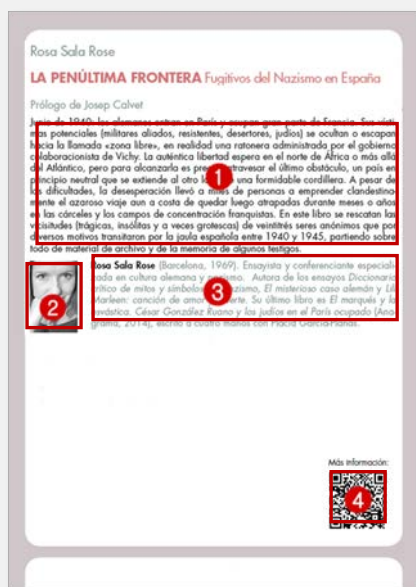 Rosa Sala Rose
LA PENÚLTIMA FRONTERA Fugitivos del Nazismo en España
Prólogo de Josep Calvet
Junio de 1940: los alemanes entran en París y ocupan gran parte de Francia. Sus vícti-
mas potenciales (militares aliados, resistentes, desertores, judíos) se ocultan o escapan
hacia la llamada «zona libre», en realidad una ratonera administrada por el gobierno
colaboracionista de Vichy. La auténtica libertad espera en el norte de África o más allá
del Atlántico, pero para alcanzarla es atravesar el último obstáculo, un país en
principio neutral que se extiende al otro una formidable cordillera. A pesar de
las dificultades, la desesperación llevó a miles de personas a emprender clandestina-
mente el azaroso viaje aun a costa de quedar luego atrapadas durante meses o años
en las cárceles y los campos de concentración franquistas. En este libro se rescatan las
vicisitudes (trágicas, insólitas y a veces grotescas) de veintitrés seres anónimos que por
diversos motivos transitaron por la jaula española entre 1940 y 1945, partiendo sobre
todo de material de archivo y de la memoria de algunos testigos.
1
Rosa Sala Rose (Barcelona, 1969). Ensayista y conferenciante especiali-
zada en cultura alemana y nazismo. Autora de los ensayos Diccionario
crítico de mitos y símbolos nazismo, El misterioso caso alemán y Lili
Marleen: canción de amor muerte. Su último libro es El marqués y la
esvástica. César González Ruano y los judíos en el París ocupado (Ana-
grama, 2014), escrito a cuatro manos con Plàcid Garcia-Planas.
2
3
Más información:
4